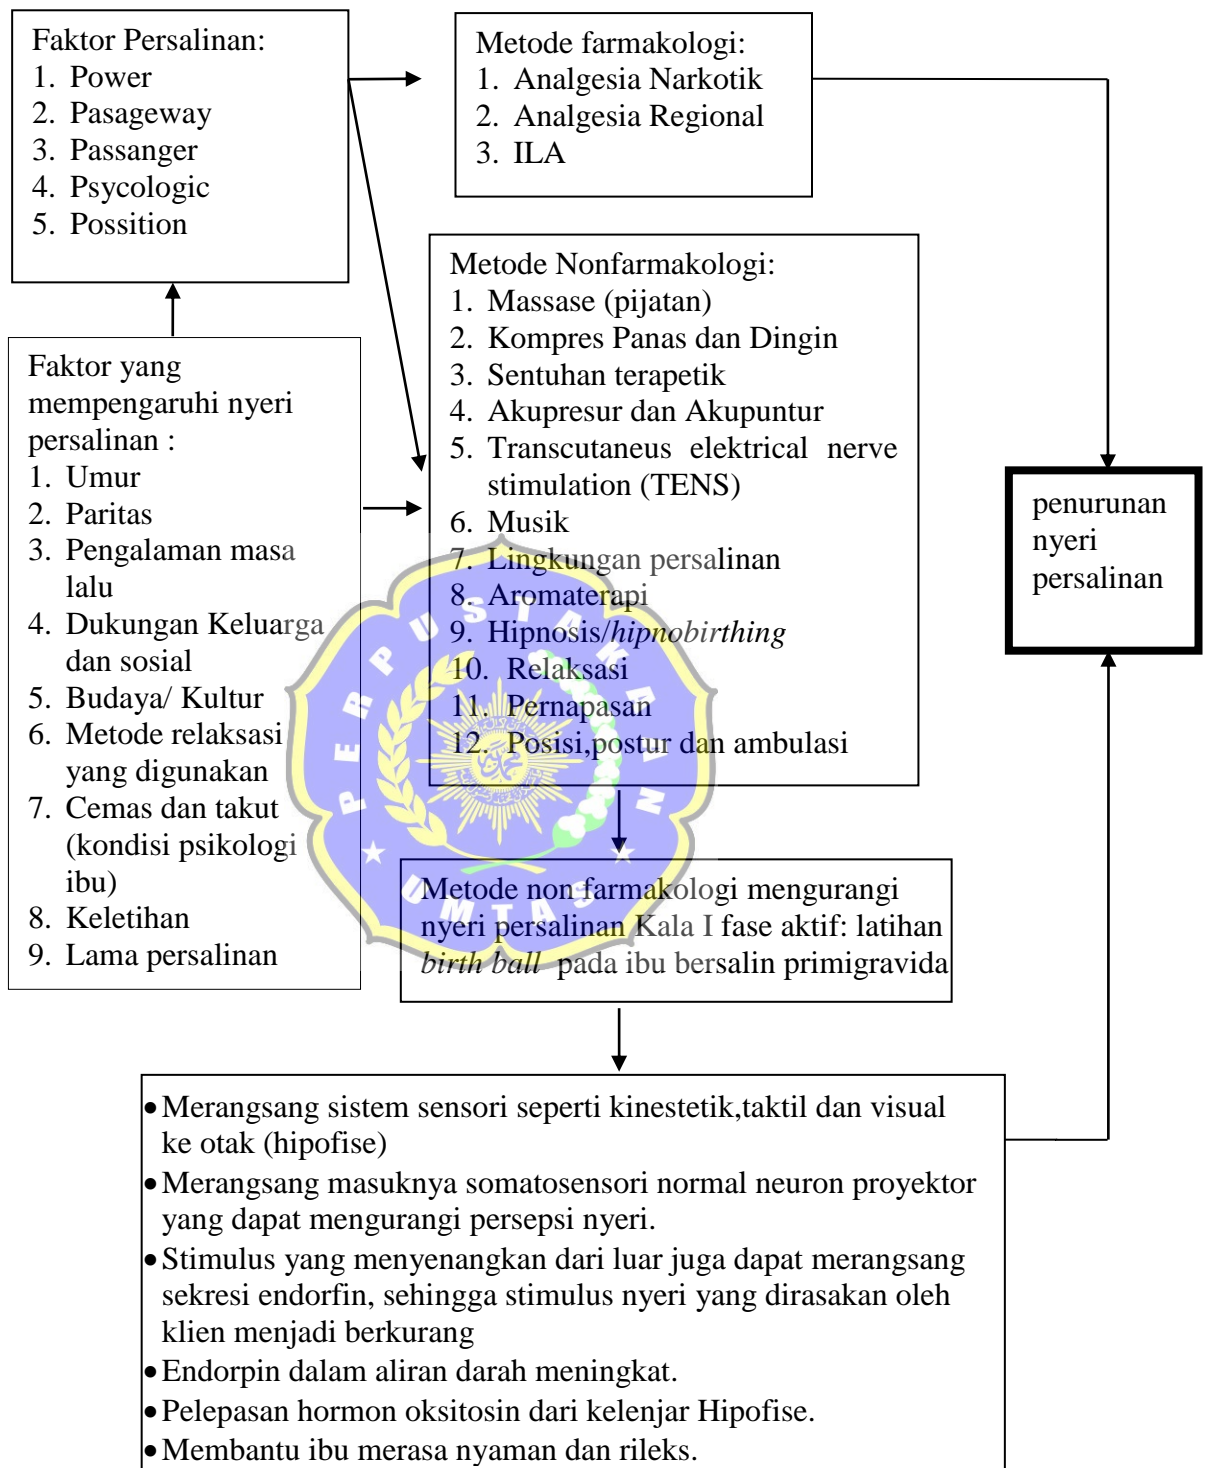 Faktor Persalinan:
1. Power
2. Pasageway
3. Passanger
4. Psycologic
5. Possition
Metode farmakologi:
1. Analgesia Narkotik
2. Analgesia Regional
3. ILA
Metode Nonfarmakologi:
1. Massase (pijatan)
2. Kompres Panas dan Dingin
3. Sentuhan terapetik
4. Akupresur dan Akupuntur
5. Transcutaneus elektrical nerve
stimulation (TENS)
6. Musik
7. Lingkungan persalinan
8. Aromaterapi
9. Hipnosis/hipnobirthing
10. Relaksasi
11. Pernapasan
12. Posisi,postur dan ambulasi
Faktor yang
mempengaruhi nyeri
persalinan :
1. Umur
2. Paritas
3. Pengalaman masa
lalu
4. Dukungan Keluarga
dan sosial
5. Budaya/ Kultur
6. Metode relaksasi
yang digunakan
7. Cemas dan takut
(kondisi psikologi
ibu)
8. Keletihan
9. Lama persalinan
penurunan
nyeri
persalinan
PERPUSTAKAAN
UMTAS
Metode non farmakologi mengurangi
nyeri persalinan Kala I fase aktif: latihan
birth ball pada ibu bersalin primigravida
•Merangsang sistem sensori seperti kinestetik,taktil dan visual
ke otak (hipofise)
•Merangsang masuknya somatosensori normal neuron proyektor
yang dapat mengurangi persepsi nyeri.
•Stimulus yang menyenangkan dari luar juga dapat merangsang
sekresi endorfin, sehingga stimulus nyeri yang dirasakan oleh
klien menjadi berkurang
•Endorpin dalam aliran darah meningkat.
•Pelepasan hormon oksitosin dari kelenjar Hipofise.
•Membantu ibu merasa nyaman dan rileks.